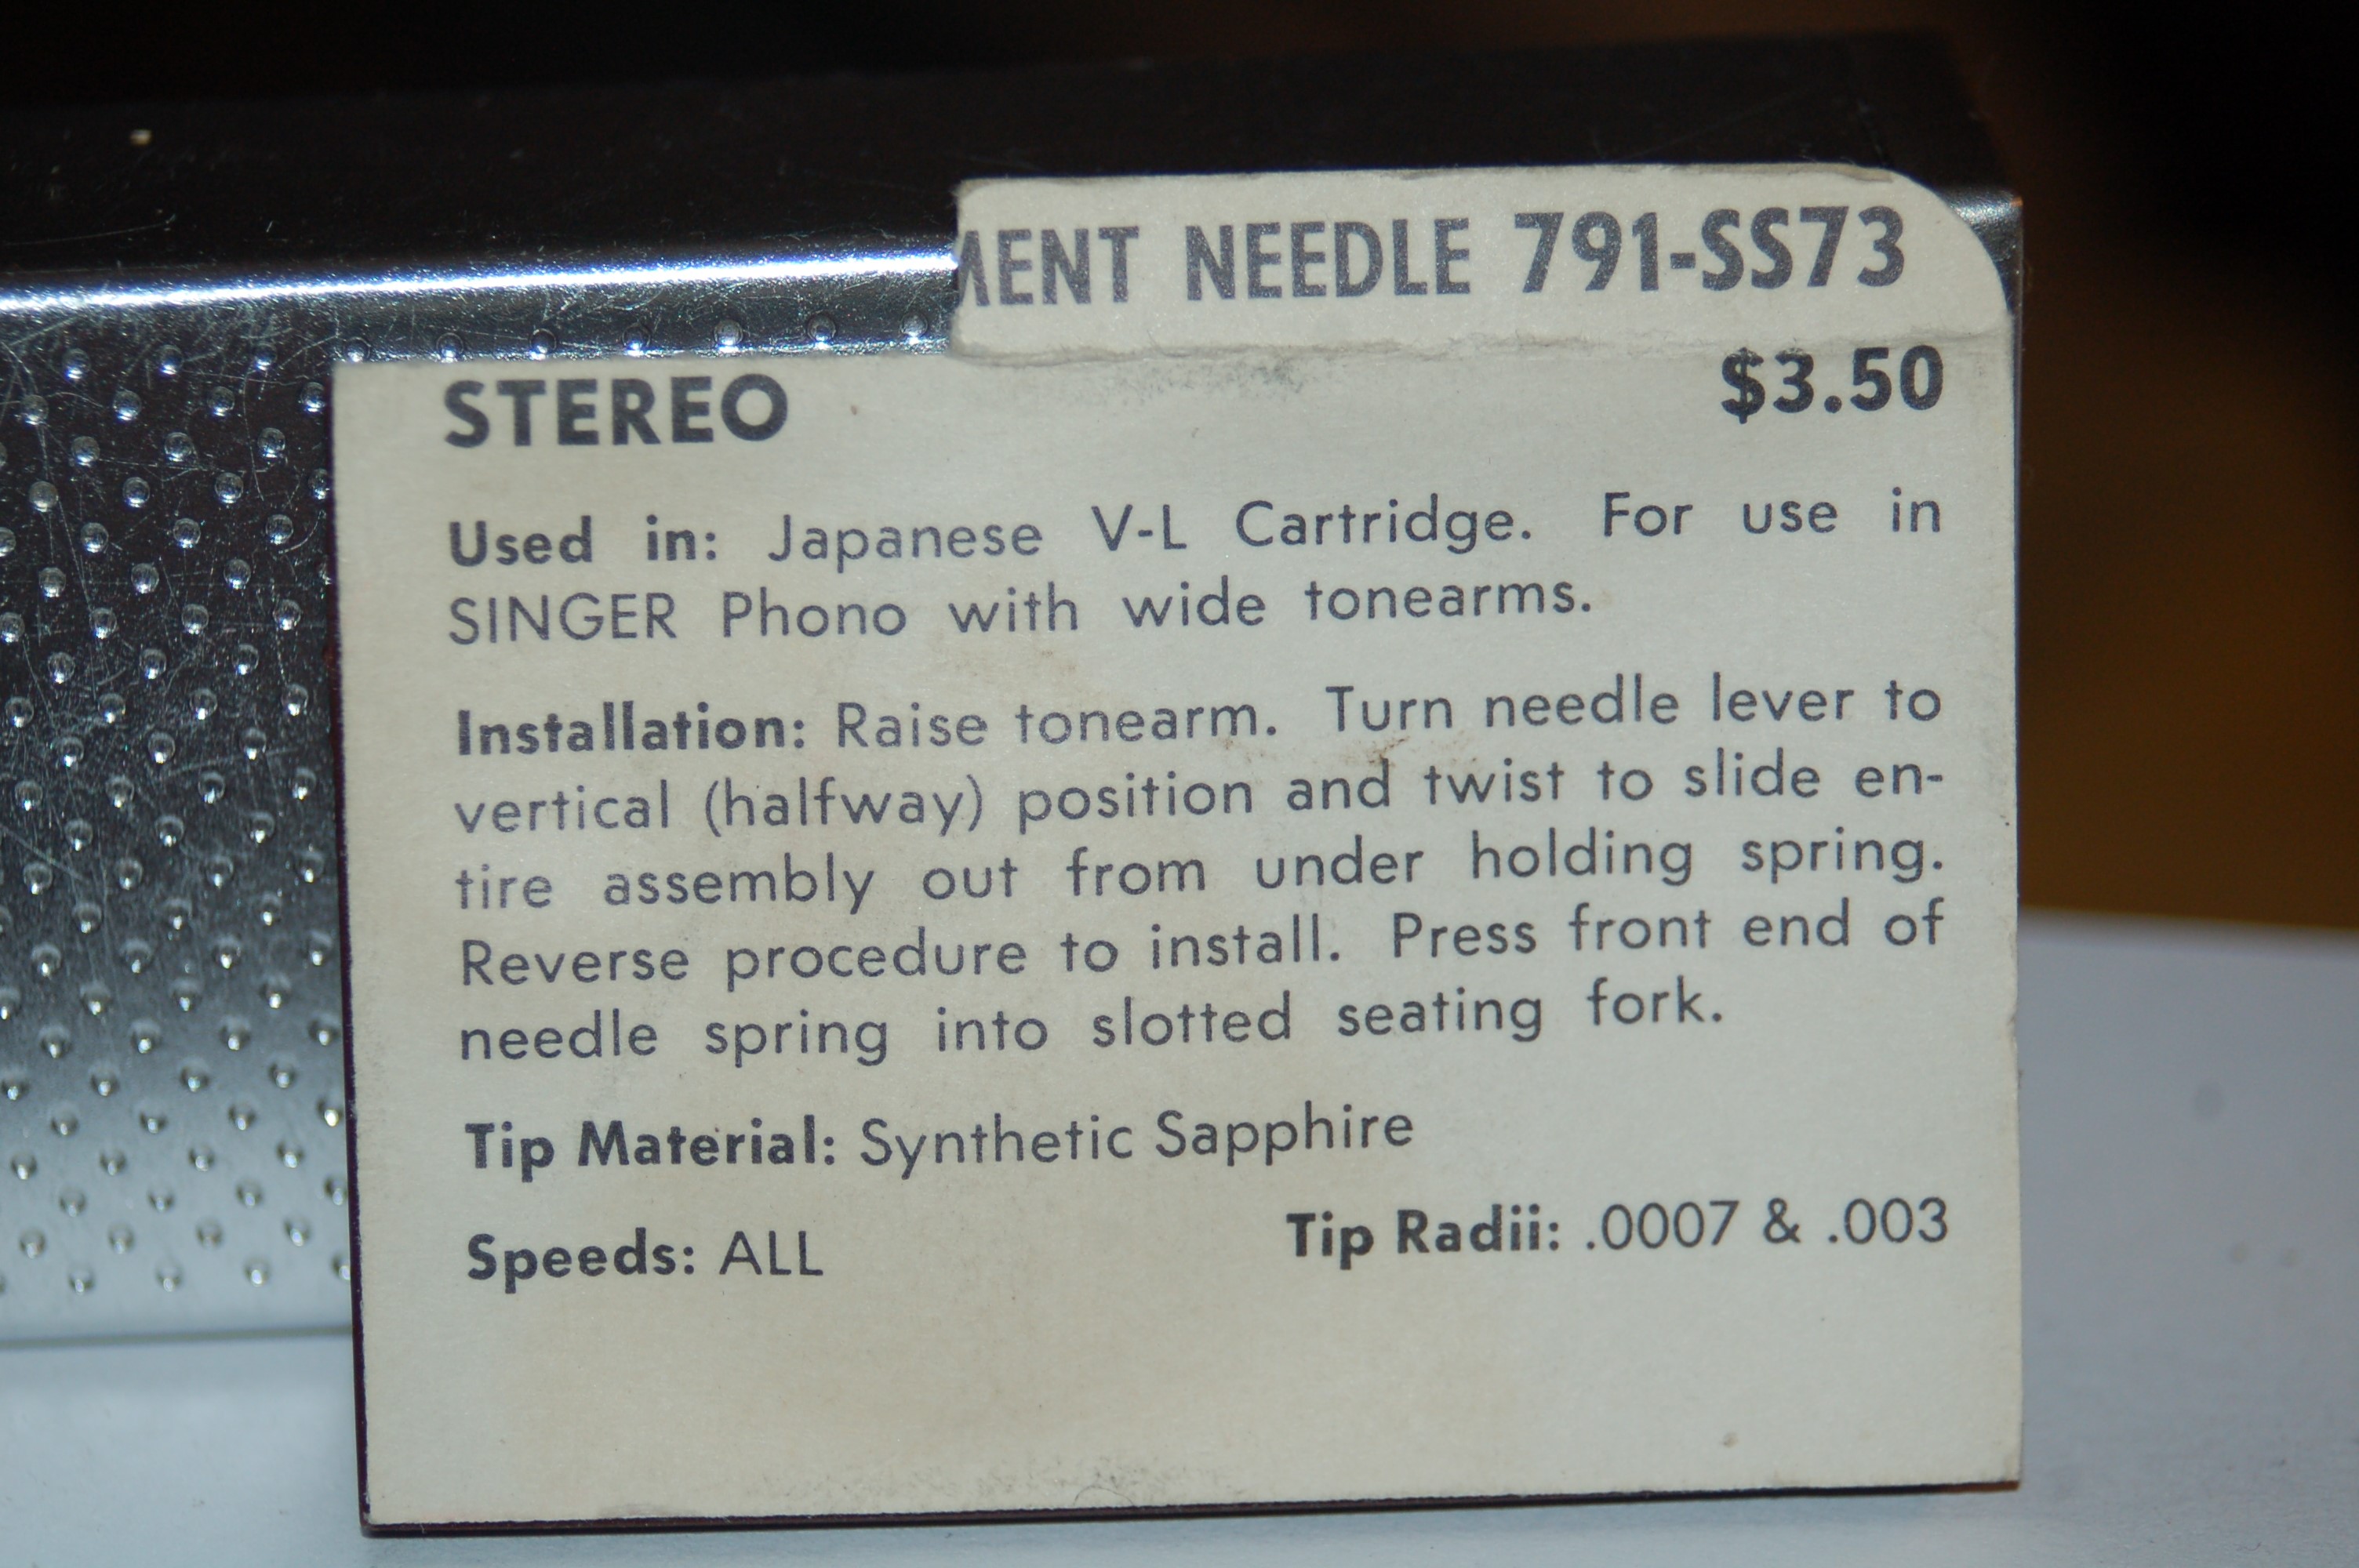 MENT NEEDLE 791-SS73
STEREO $3.50
Used in: Japanese V-L Cartridge. For use in
SINGER Phono with wide tonearms.
Installation: Raise tonearm. Turn needle lever to
vertical (halfway) position and twist to slide en-
tire assembly out from under holding spring.
Reverse procedure to install. Press front end of
needle spring into slotted seating fork.
Tip Material: Synthetic Sapphire
Speeds: ALL Tip Radii: .0007 & .003